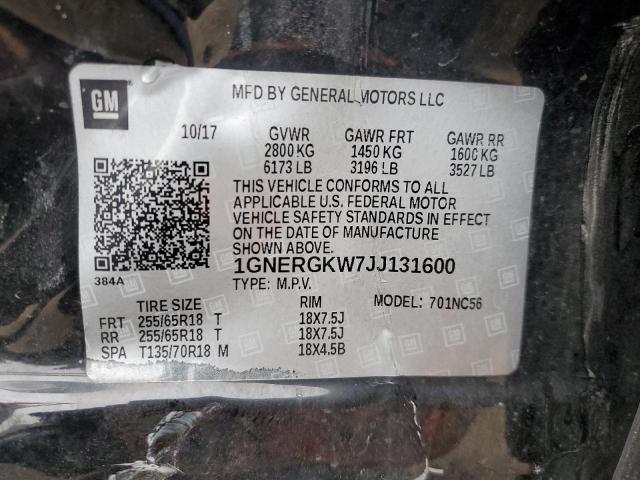 GM
MFD BY GENERAL MOTORS LLC
10/17 GVWR GAWR FRT GAWR RR
2800 KG 1450 KG 1600 KG
6173 LB 3196 LB 3527 LB
THIS VEHICLE CONFORMS TO ALL
APPLICABLE U.S. FEDERAL MOTOR
VEHICLE SAFETY STANDARDS IN EFFECT
ON THE DATE OF MANUFACTURE
SHOWN ABOVE.
384A
1GNERGKW7JJ131600
TYPE: M.P.V. MODEL: 701NC56
TIRE SIZE RIM
FRT 255/65R18 T 18X7.5J
RR 255/65R18 T 18X7.5J
SPA T135/70R18 M 18X4.5B